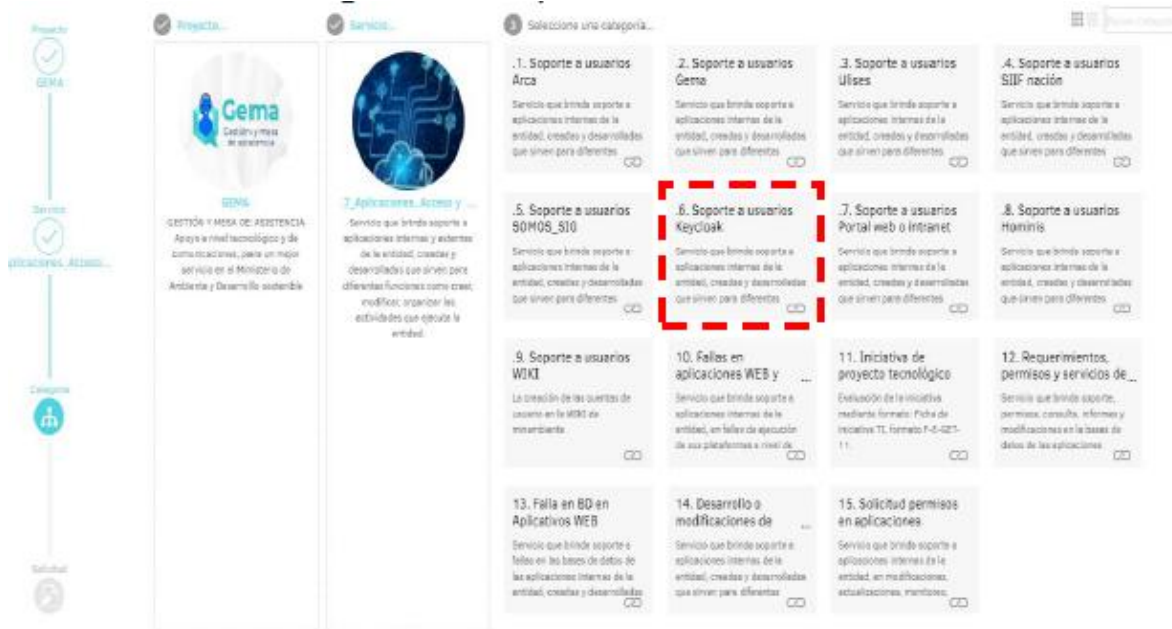 Proyecto
GEMA
Servicio
plicaciones, Acceso...
Categoría
Solicitud
Proyecto...
Gema
Gestión y mesa
de asistencia
GEMA
GESTIÓN Y MESA DE ASISTENCIA
Apoyo a nivel tecnológico y de
comunicaciones, para un mejor
servicio en el Ministerio de
Ambiente y Desarrollo sostenible
Servicio...
7_Aplicaciones, Acceso y ...
Servicio que brinda soporte a
aplicaciones internas y externas
de la entidad, creadas y
desarrolladas que sirven para
diferentes funciones como crear,
modificar, organizar las
actividades que ejecuta la
entidad.
3 Seleccione una categoría...
.1. Soporte a usuarios
Arca
Servicio que brinda soporte a
aplicaciones internas de la
entidad, creadas y desarrolladas
que sirven para diferentes
.2. Soporte a usuarios
Gema
Servicio que brinda soporte a
aplicaciones internas de la
entidad, creadas y desarrolladas
que sirven para diferentes
.3. Soporte a usuarios
Ulises
Servicio que brinda soporte a
aplicaciones internas de la
entidad, creadas y desarrolladas
que sirven para diferentes
.4. Soporte a usuarios
SIIF nación
Servicio que brinda soporte a
aplicaciones internas de la
entidad, creadas y desarrolladas
que sirven para diferentes
.5. Soporte a usuarios
SOMOS_SIG
Servicio que brinda soporte a
aplicaciones internas de la
entidad, creadas y desarrolladas
que sirven para diferentes
.6. Soporte a usuarios
Keycloak
Servicio que brinda soporte a
aplicaciones internas de la
entidad, creadas y desarrolladas
que sirven para diferentes
.7. Soporte a usuarios
Portal web o intranet
Servicio que brinda soporte a
aplicaciones internas de la
entidad, creadas y desarrolladas
que sirven para diferentes
.8. Soporte a usuarios
Hominis
Servicio que brinda soporte a
aplicaciones internas de la
entidad, creadas y desarrolladas
que sirven para diferentes
.9. Soporte a usuarios
WIKI
La creación de las cuentas de
usuario en la WIKI de
minambiente
10. Fallas en
aplicaciones WEB y ...
Servicio que brinda soporte a
aplicaciones internas de la
entidad, en fallas de ejecución
de sus plataformas a nivel de
11. Iniciativa de
proyecto tecnológico
Evaluación de la iniciativa
mediante formato: Ficha de
iniciativa TI, formato F-E-GET-
11.
12. Requerimientos,
permisos y servicios de ...
Servicio que brinda soporte,
permisos, consulta, informes y
modificaciones en la bases de
datos de las aplicaciones
13. Falla en BD en
Aplicativos WEB
Servicio que brinda soporte a
fallas en las bases de datos de
las aplicaciones internas de la
entidad, creadas y desarrolladas
14. Desarrollo o
modificaciones de ...
Servicio que brinda soporte a
aplicaciones internas de la
entidad, creadas y desarrolladas
que sirven para diferentes
15. Solicitud permisos
en aplicaciones
Servicio que brinda soporte a
aplicaciones internas de la
entidad, en modificaciones,
actualizaciones, monitoreo,